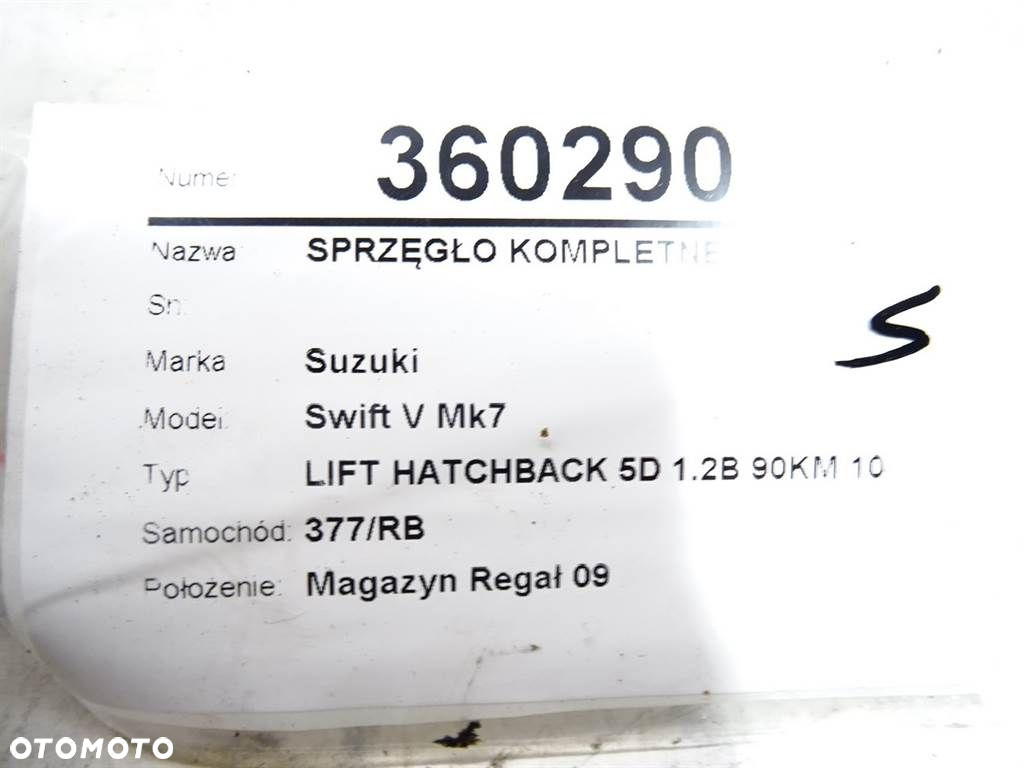 Numer 360290
Nazwa: SPRZĘGŁO KOMPLETNE
Sn:
S
Marka Suzuki
Model: Swift V Mk7
Typ LIFT HATCHBACK 5D 1.2B 90KM 10
Samochód: 377/RB
Położenie: Magazyn Regał 09
OTOMOTO